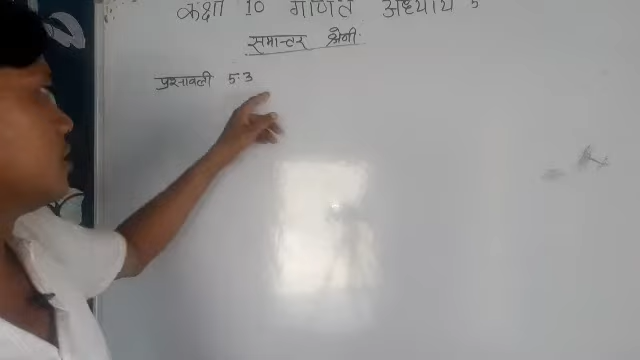 कक्षा 10 गणित अध्याय 5
समान्तर श्रेणी
प्रश्नावली 5.3